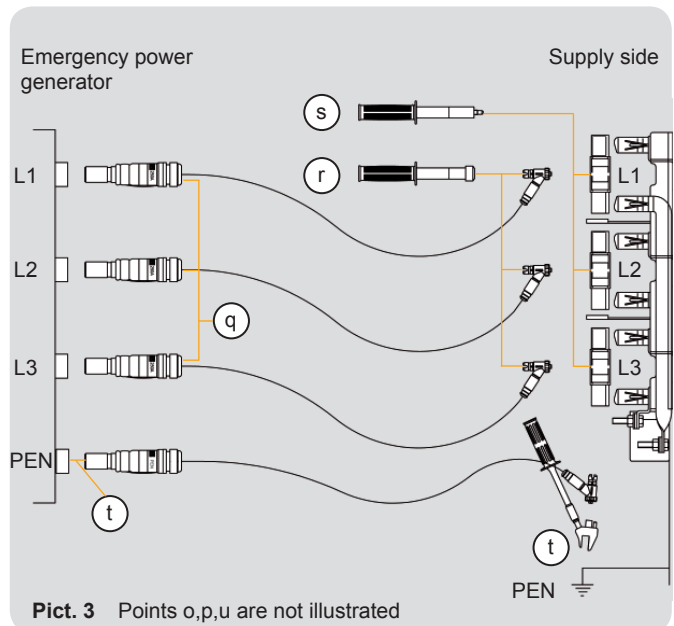 Emergency power
generator
Supply side
s
r
L1
L1
L2
L2
q
L3
L3
PEN
t
t
PEN
Pict. 3 Points o,p,u are not illustrated